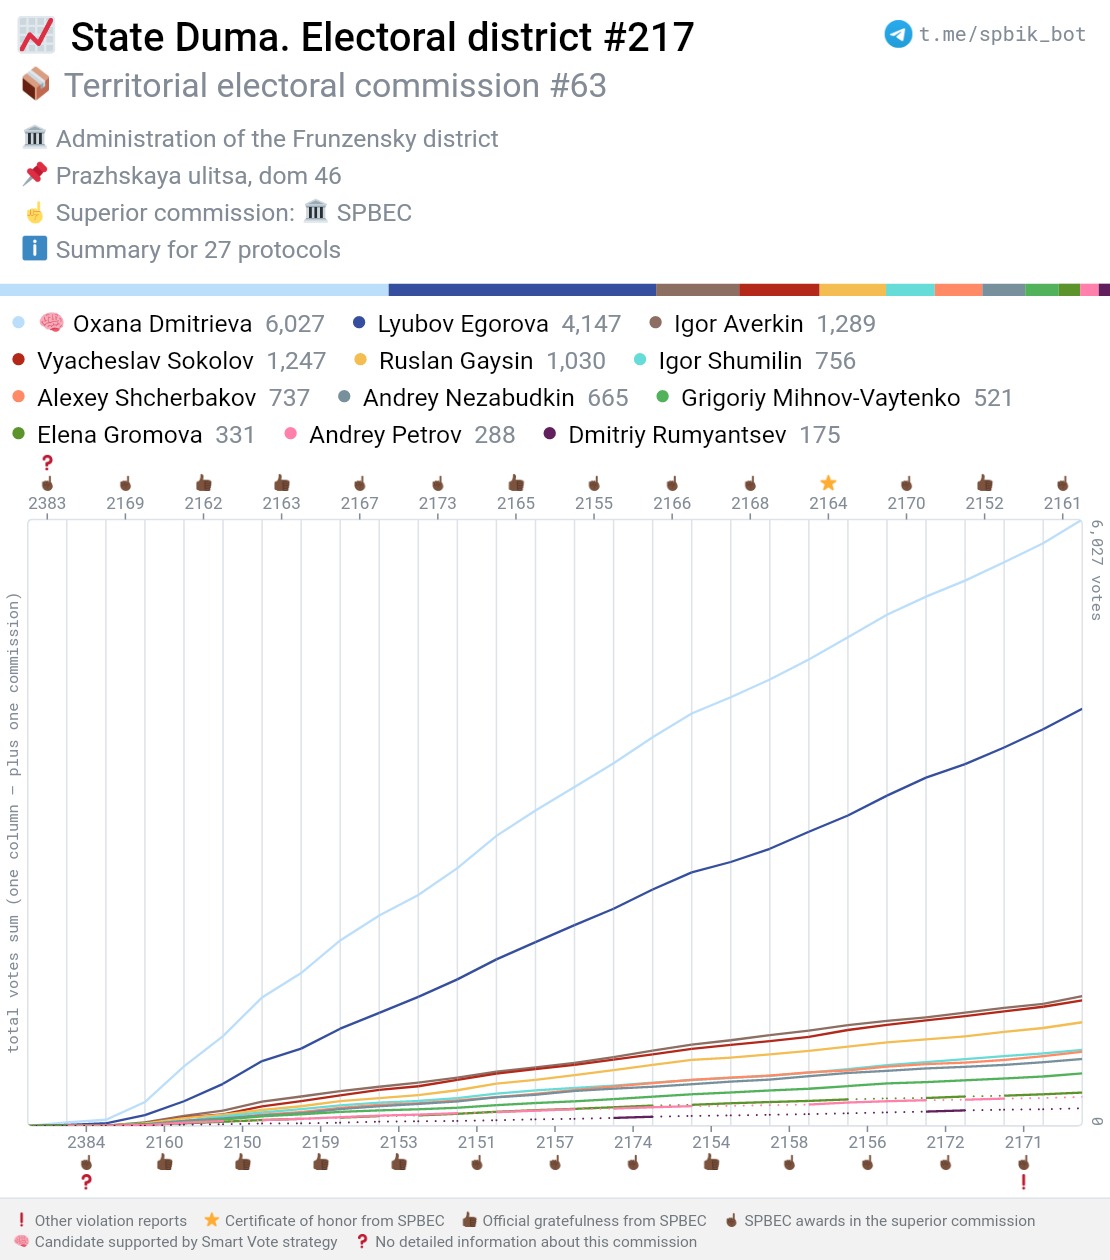 State Duma. Electoral district #217
t.me/spbik_bot
Territorial electoral commission #63
Administration of the Frunzensky district
Prazhskaya ulitsa, dom 46
Superior commission: SPBEC
Summary for 27 protocols
Oxana Dmitrieva 6,027 Lyubov Egorova 4,147 Igor Averkin 1,289
Vyacheslav Sokolov 1,247 Ruslan Gaysin 1,030 Igor Shumilin 756
Alexey Shcherbakov 737 Andrey Nezabudkin 665 Grigoriy Mihnov-Vaytenko 521
Elena Gromova 331 Andrey Petrov 288 Dmitriy Rumyantsev 175
2383 2169 2162 2163 2167 2173 2165 2155 2166 2168 2164 2170 2152 2161
6,027 votes
total votes sum (one column – plus one commission)
0
2384 2160 2150 2159 2153 2151 2157 2174 2154 2158 2156 2172 2171
Other violation reports Certificate of honor from SPBEC Official gratefulness from SPBEC SPBEC awards in the superior commission
Candidate supported by Smart Vote strategy No detailed information about this commission